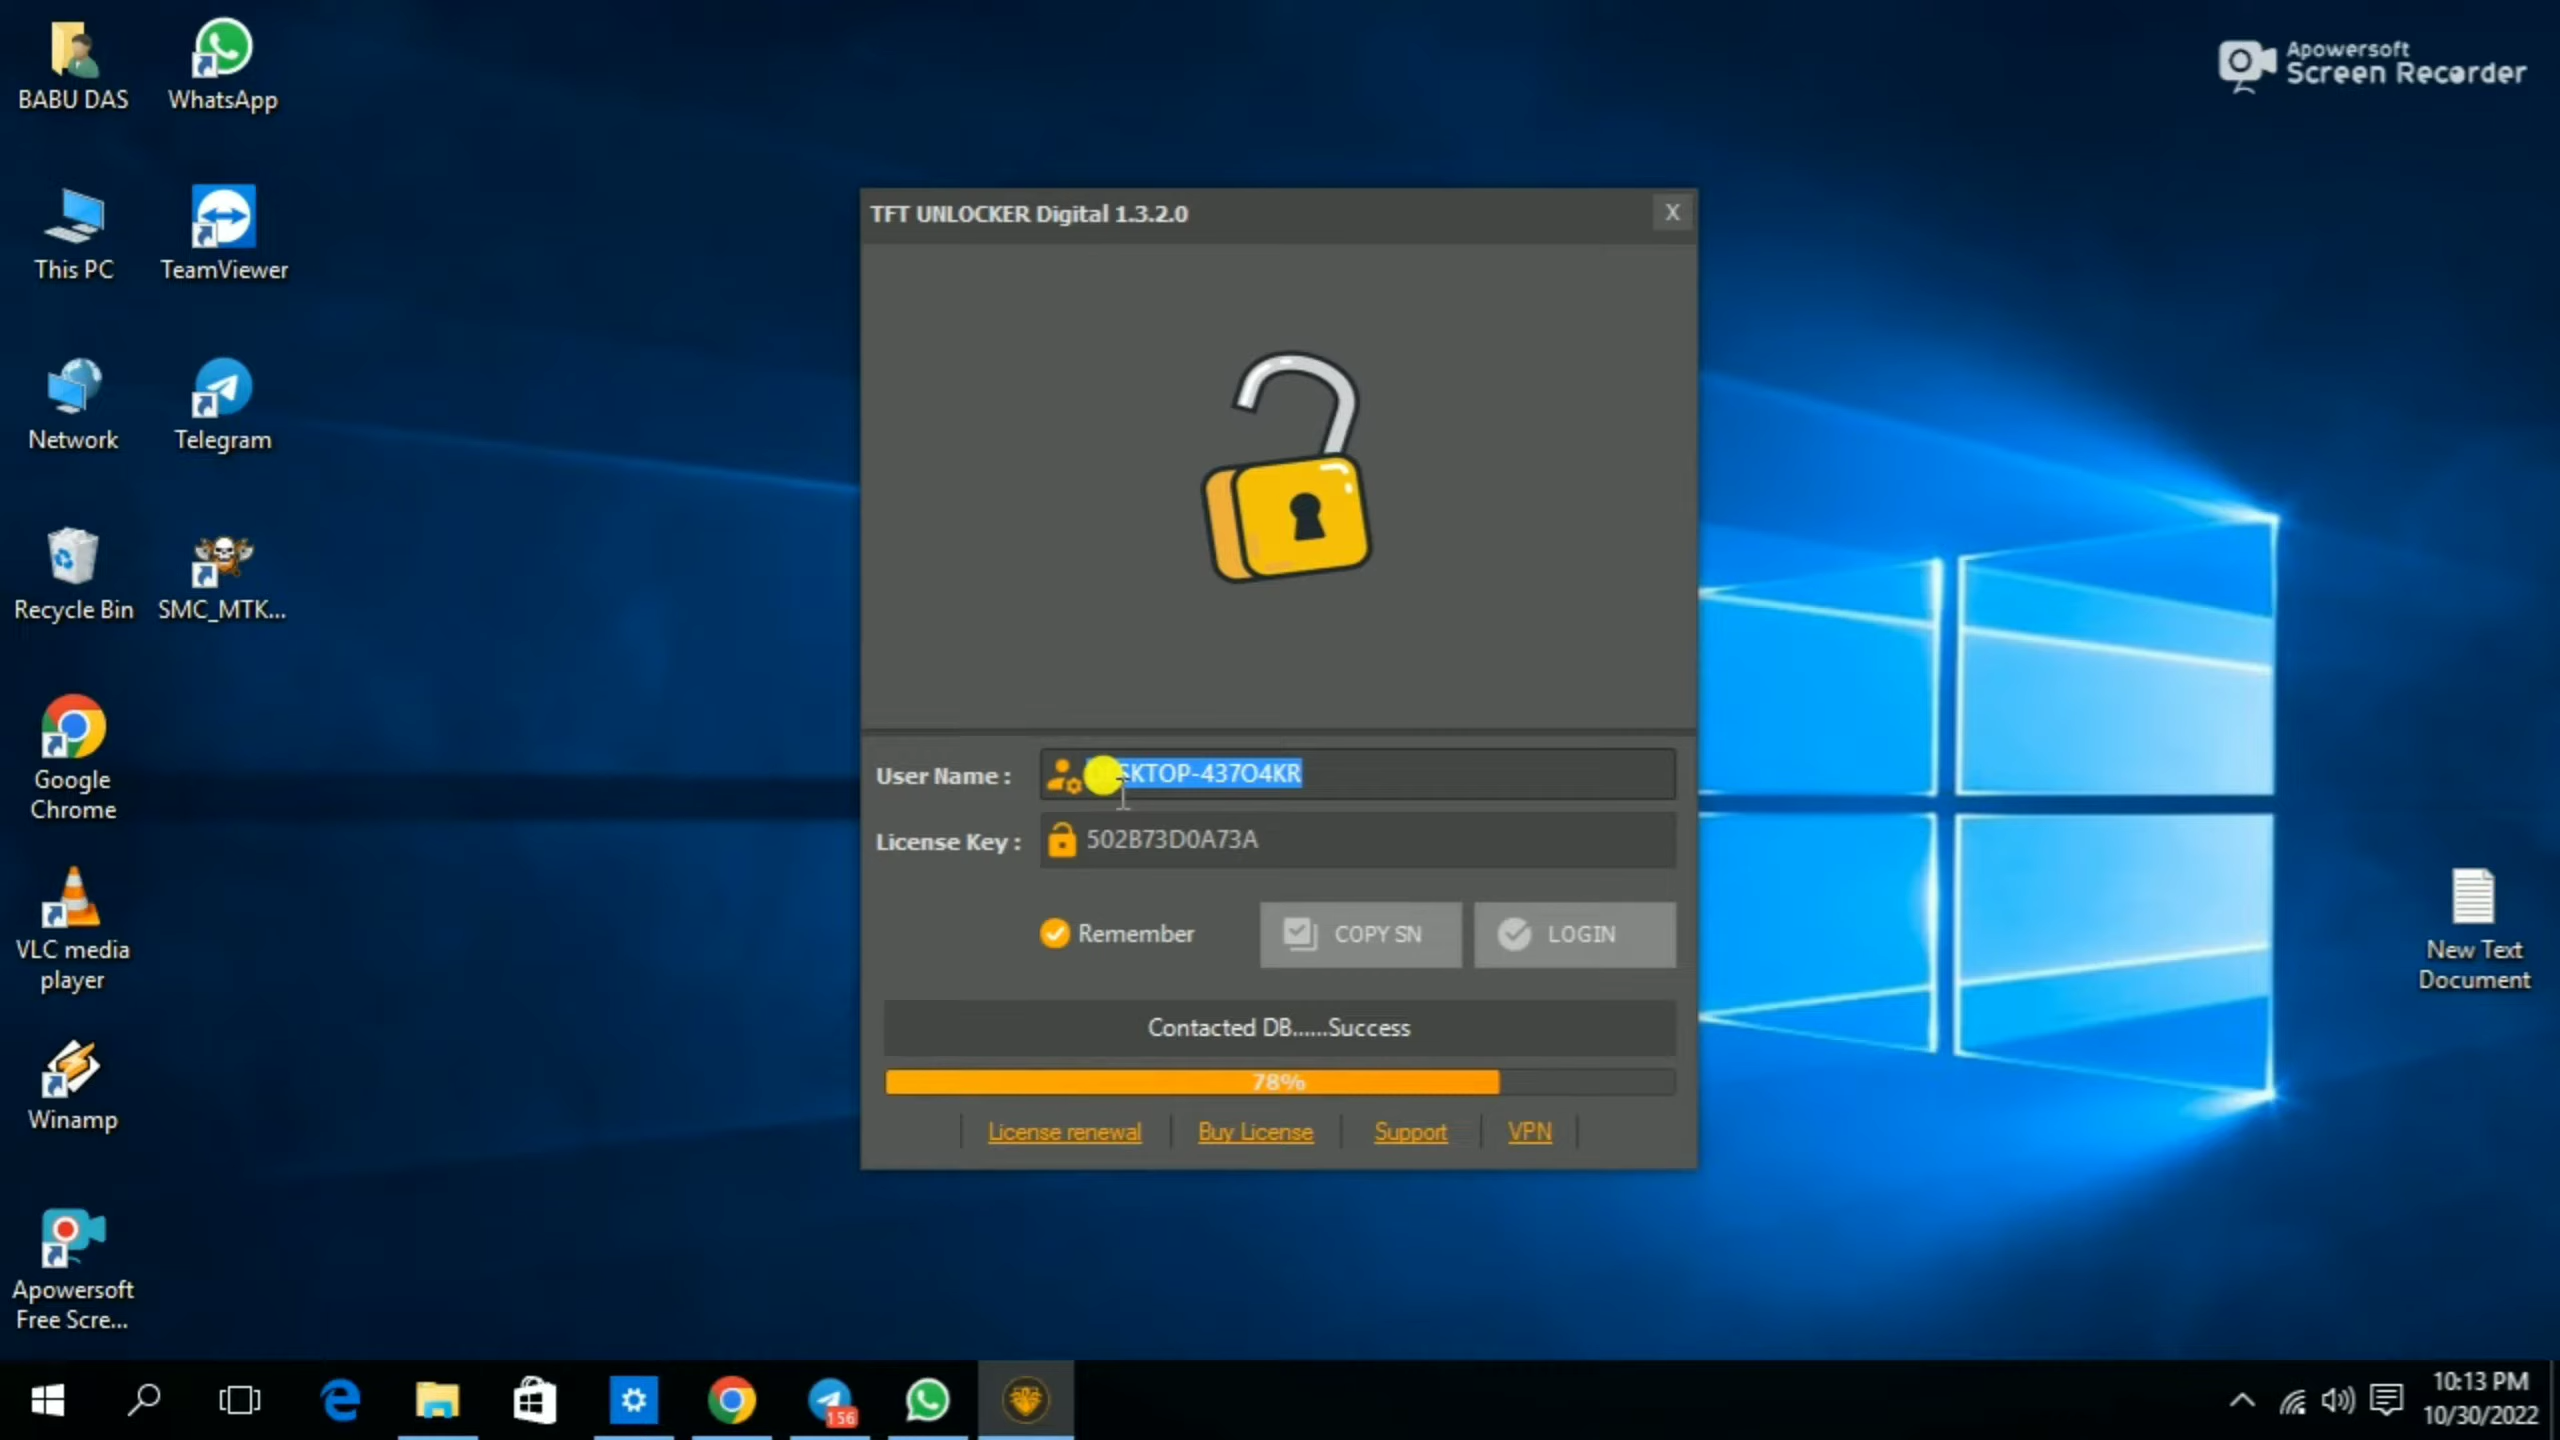 BABU DAS
WhatsApp
Apowersoft
Screen Recorder
This PC
TeamViewer
Network
Telegram
Recycle Bin
SMC_MTK...
Google
Chrome
VLC media
player
Winamp
Apowersoft
Free Scre...
TFT UNLOCKER Digital 1.3.2.0
X
User Name :
SKTOP-437O4KR
License Key :
502B73D0A73A
Remember
COPY SN
LOGIN
Contacted DB......Success
78%
License renewal
Buy License
Support
VPN
New Text
Document
156
10:13 PM
10/30/2022